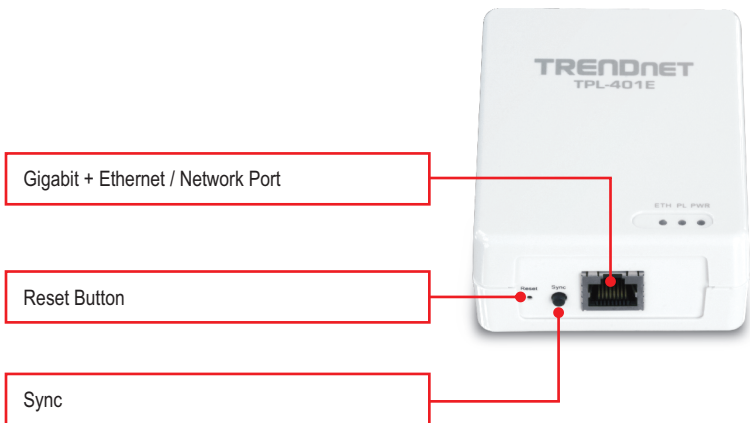 TRENDNET
TPL-401E
Gigabit + Ethernet / Network Port
ETH PL PWR
Reset Button
Reset
Sync
Sync